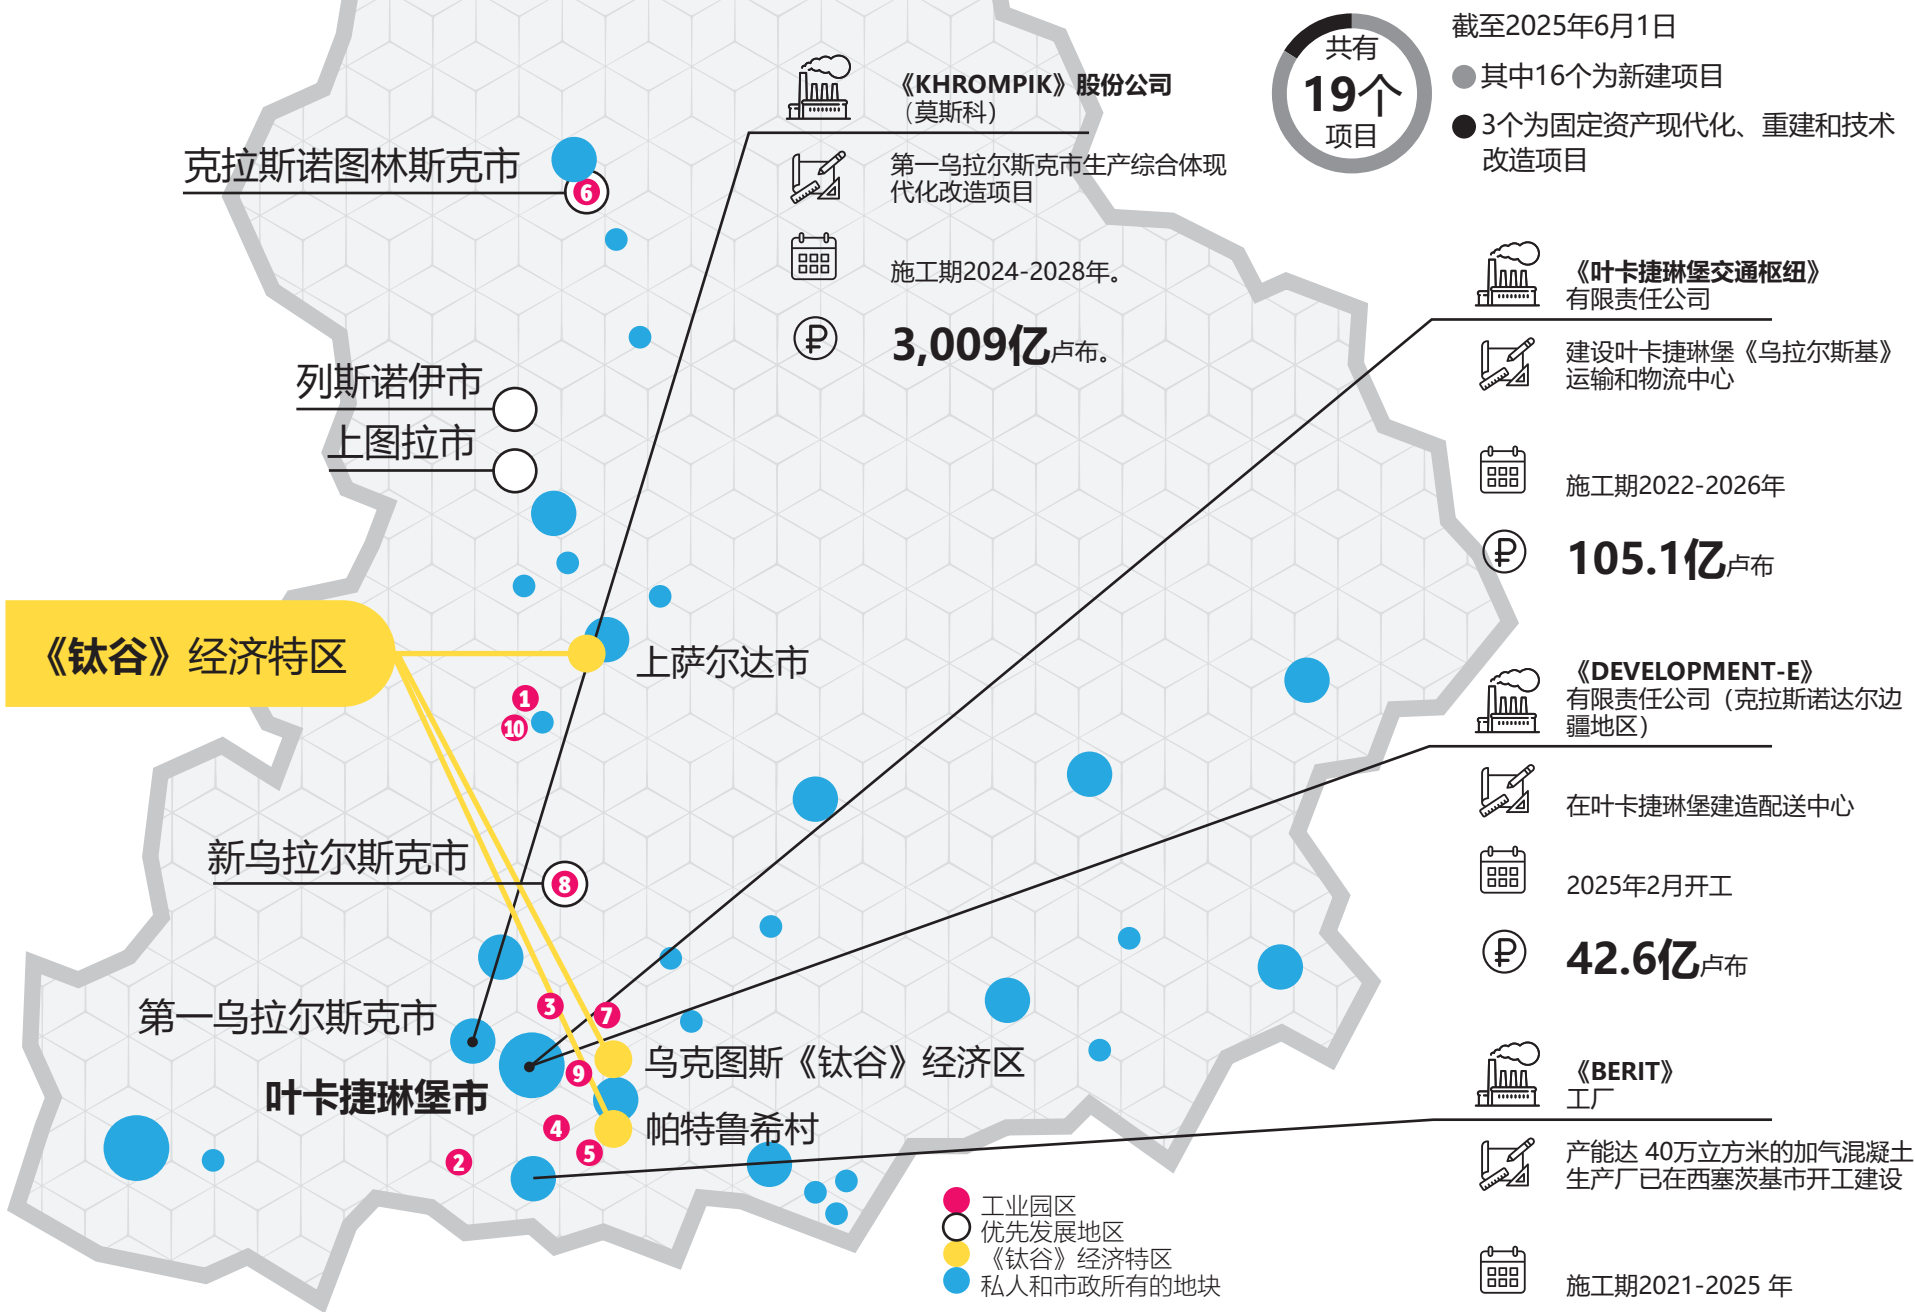 共有
19个
项目
截至2025年6月1日
其中16个为新建项目
3个为固定资产现代化、重建和技术
改造项目
《KHROMPIK》股份公司
（莫斯科）
第一乌拉尔斯克市生产综合体现
代化改造项目
施工期2024-2028年。
3,009亿卢布。
《叶卡捷琳堡交通枢纽》
有限责任公司
建设叶卡捷琳堡《乌拉尔斯基》
运输和物流中心
施工期2022-2026年
105.1亿卢布
《DEVELOPMENT-E》
有限责任公司（克拉斯诺达尔边
疆地区）
在叶卡捷琳堡建造配送中心
2025年2月开工
42.6亿卢布
《BERIT》
工厂
产能达 40万立方米的加气混凝土
生产厂已在西塞茨基市开工建设
施工期2021-2025 年
克拉斯诺图林斯克市
6
列斯诺伊市
上图拉市
《钛谷》经济特区
上萨尔达市
1
10
新乌拉尔斯克市
8
第一乌拉尔斯克市
3
7
叶卡捷琳堡市
9
乌克图斯《钛谷》经济区
帕特鲁希村
4
5
2
工业园区
优先发展地区
《钛谷》经济特区
私人和市政所有的地块